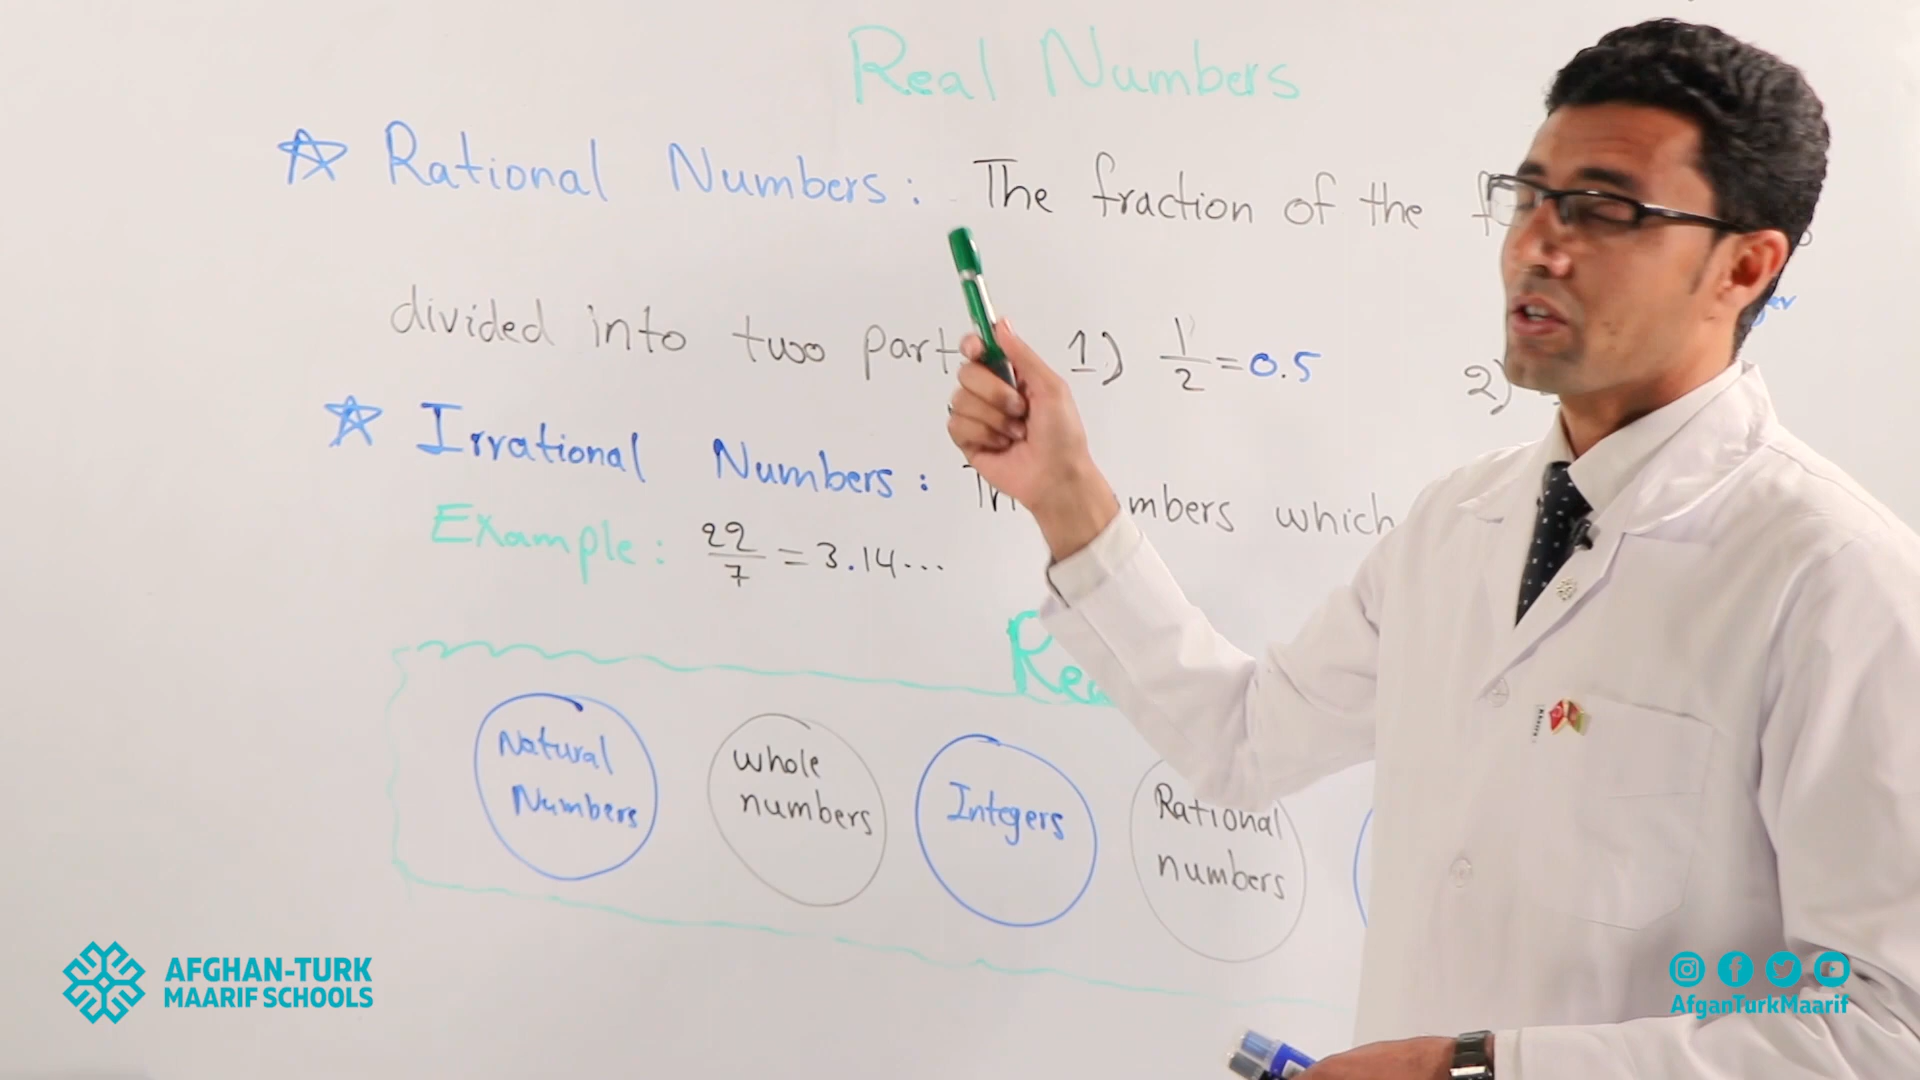 Real Numbers
Rational Numbers: The fraction of the
divided into two part 1) 1/2 = 0.5 2)
Irrational Numbers: mbers which
Example: 22/7 = 3.14...
Rea
Natural
Numbers
whole
numbers
Integers
Rational
numbers
AFGHAN-TURK
MAARIF SCHOOLS
AfganTurkMaarif